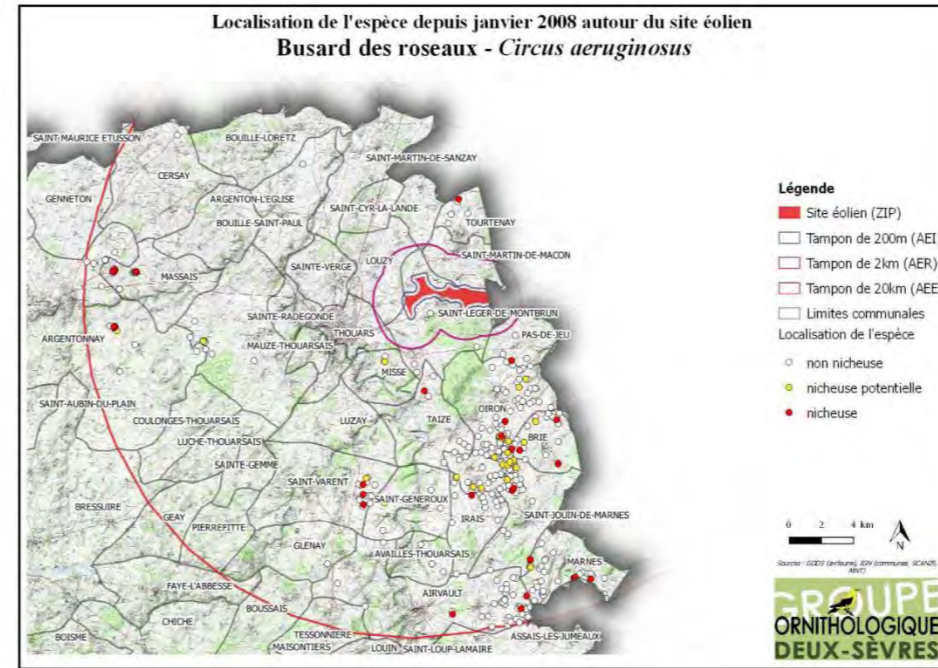 Localisation de l'espèce depuis janvier 2008 autour du site éolien
Busard des roseaux - Circus aeruginosus
SAINT-MAURICE ETUSSON
BOUILLE-LORETZ
SAINT-MARTIN-DE-SANZAY
CERSAY
GENNETON
ARGENTON-L'EGLISE
SAINT-CYR-LA-LANDE
BOUILLE-SAINT-PAUL
TOURTENAY
SAINT-MARTIN-DE-MACON
LOUZY
SAINTE-VERGE
MASSAIS
SAINTE-RADEGONDE
SAINT-LEGER-DE-MONTBRUN
THOUARS
PAS-DE-JEU
ARGENTONNAY
MAUZE-THOUARSAIS
MISSE
SAINT-AUBIN-DU-PLAIN
OIRON
COULONGES-THOUARSAIS
LUZAY
TAIZE
BRIE
LUCHE-THOUARSAIS
SAINTE-GEMME
SAINT-VARENT
SAINT-GENEROUX
BRESSUIRE
GEAY
IRAIS
SAINT-JOUIN-DE-MARNES
PIERREFITTE
GLENAY
AVAILLES-THOUARSAIS
MARNES
FAYE-L'ABBESSE
AIRVAULT
BOUSSAIS
CHICHE
BOISME
TESSONNIERE
ASSAIS-LES-JUMEAUX
MAISONTIERS
LOUIN
SAINT-LOUP-LAMAIRE
Légende
Site éolien (ZIP)
Tampon de 200m (AEI
Tampon de 2km (AER)
Tampon de 20km (AEE
Limites communales
Localisation de l'espèce
non nicheuse
nicheuse potentielle
nicheuse
0 2 4 km
N
Sources : GODS (avifaune), IGN (communes, SCAN25,
GROUPE
ORNITHOLOGIQUE
DEUX-SÈVRES